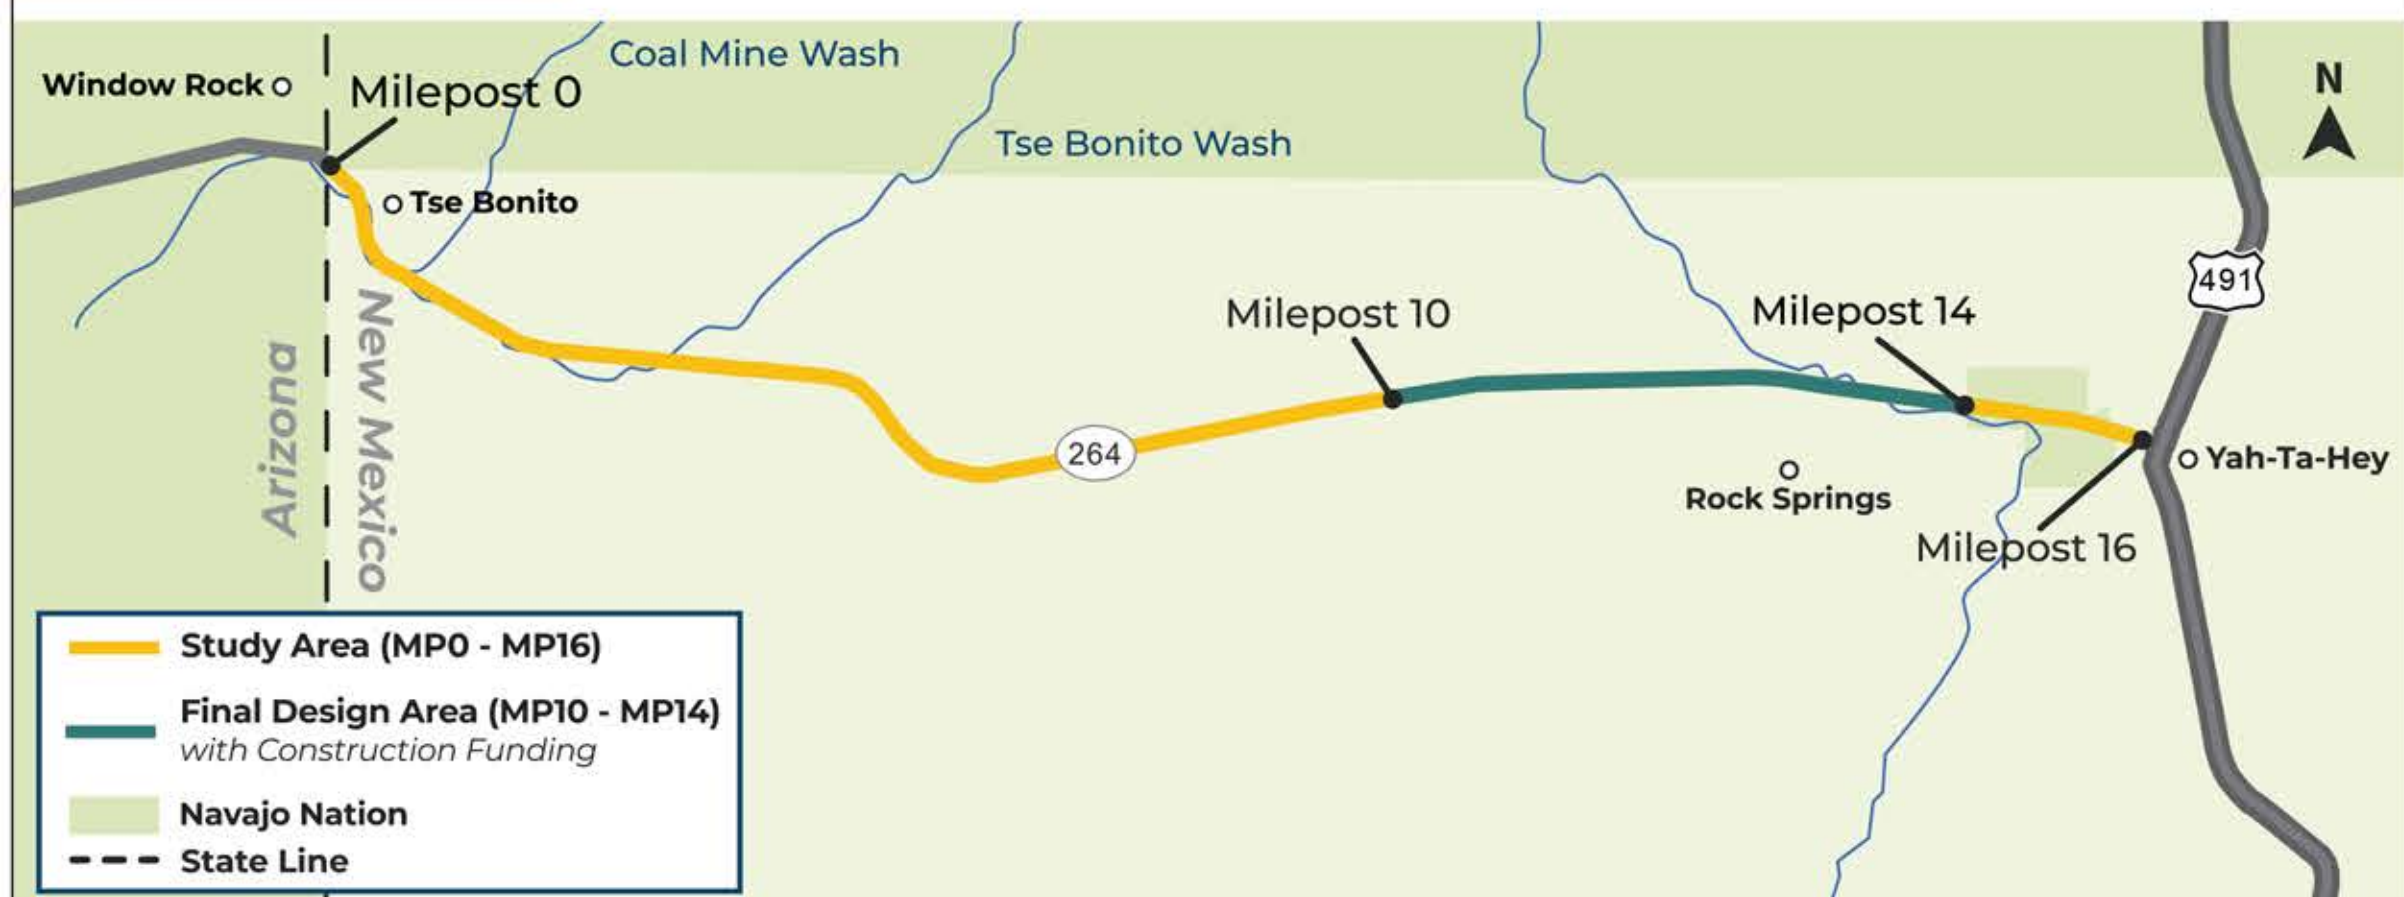 Coal Mine Wash
N
Window Rock
Milepost 0
Tse Bonito Wash
Tse Bonito
491
Milepost 10
Milepost 14
Arizona
New Mexico
264
Yah-Ta-Hey
Rock Springs
Milepost 16
Study Area (MP0 - MP16)
Final Design Area (MP10 - MP14)
with Construction Funding
Navajo Nation
State Line